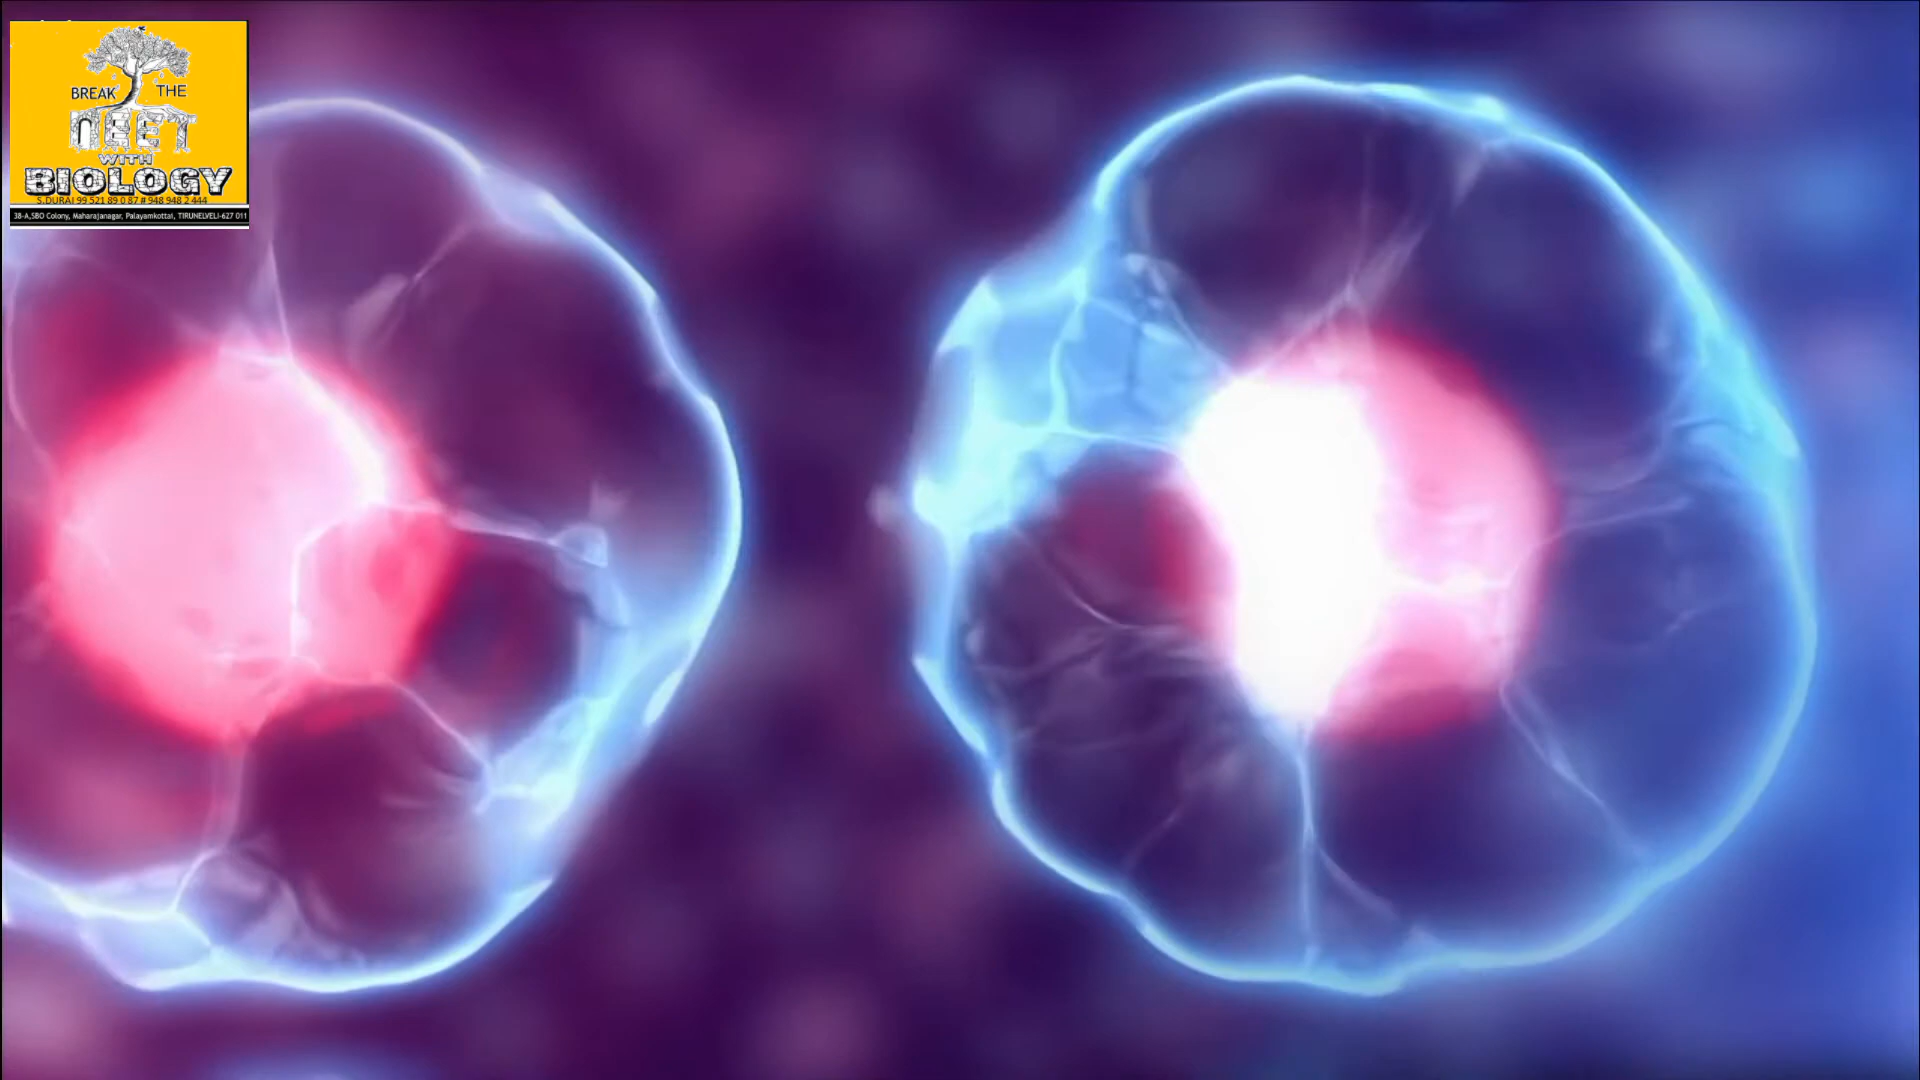 BREAK THE
NEET
WITH
BIOLOGY
S.DURAI 99 521 89 0 87 # 948 948 2 444
38-A,SBO Colony, Maharajanagar, Palayamkottai, TIRUNELVELI-627 011